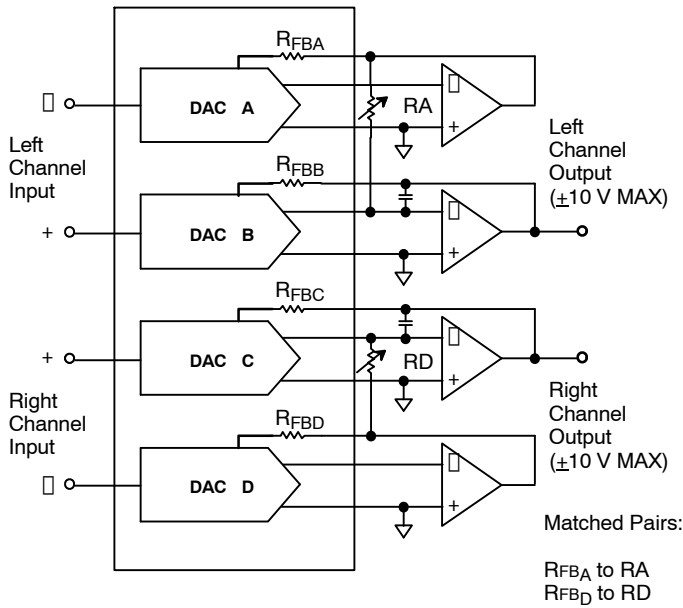 RFBA
DAC A
▯
RA
▯
+
Left
Channel
Input
Left
Channel
Output
(±10 V MAX)
RFBB
DAC B
+
▯
+
RFBC
DAC C
+
▯
+
RD
Right
Channel
Input
Right
Channel
Output
(±10 V MAX)
RFBD
DAC D
▯
▯
+
Matched Pairs:
RFBA to RA
RFBD to RD